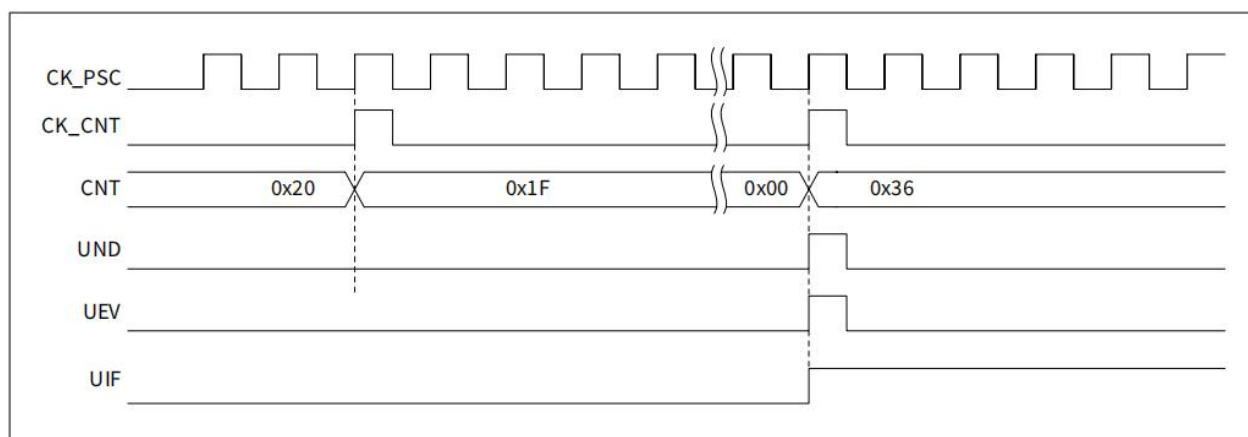 CK_PSC
CK_CNT
CNT 0x20 0x1F 0x00 0x36
UND
UEV
UIF